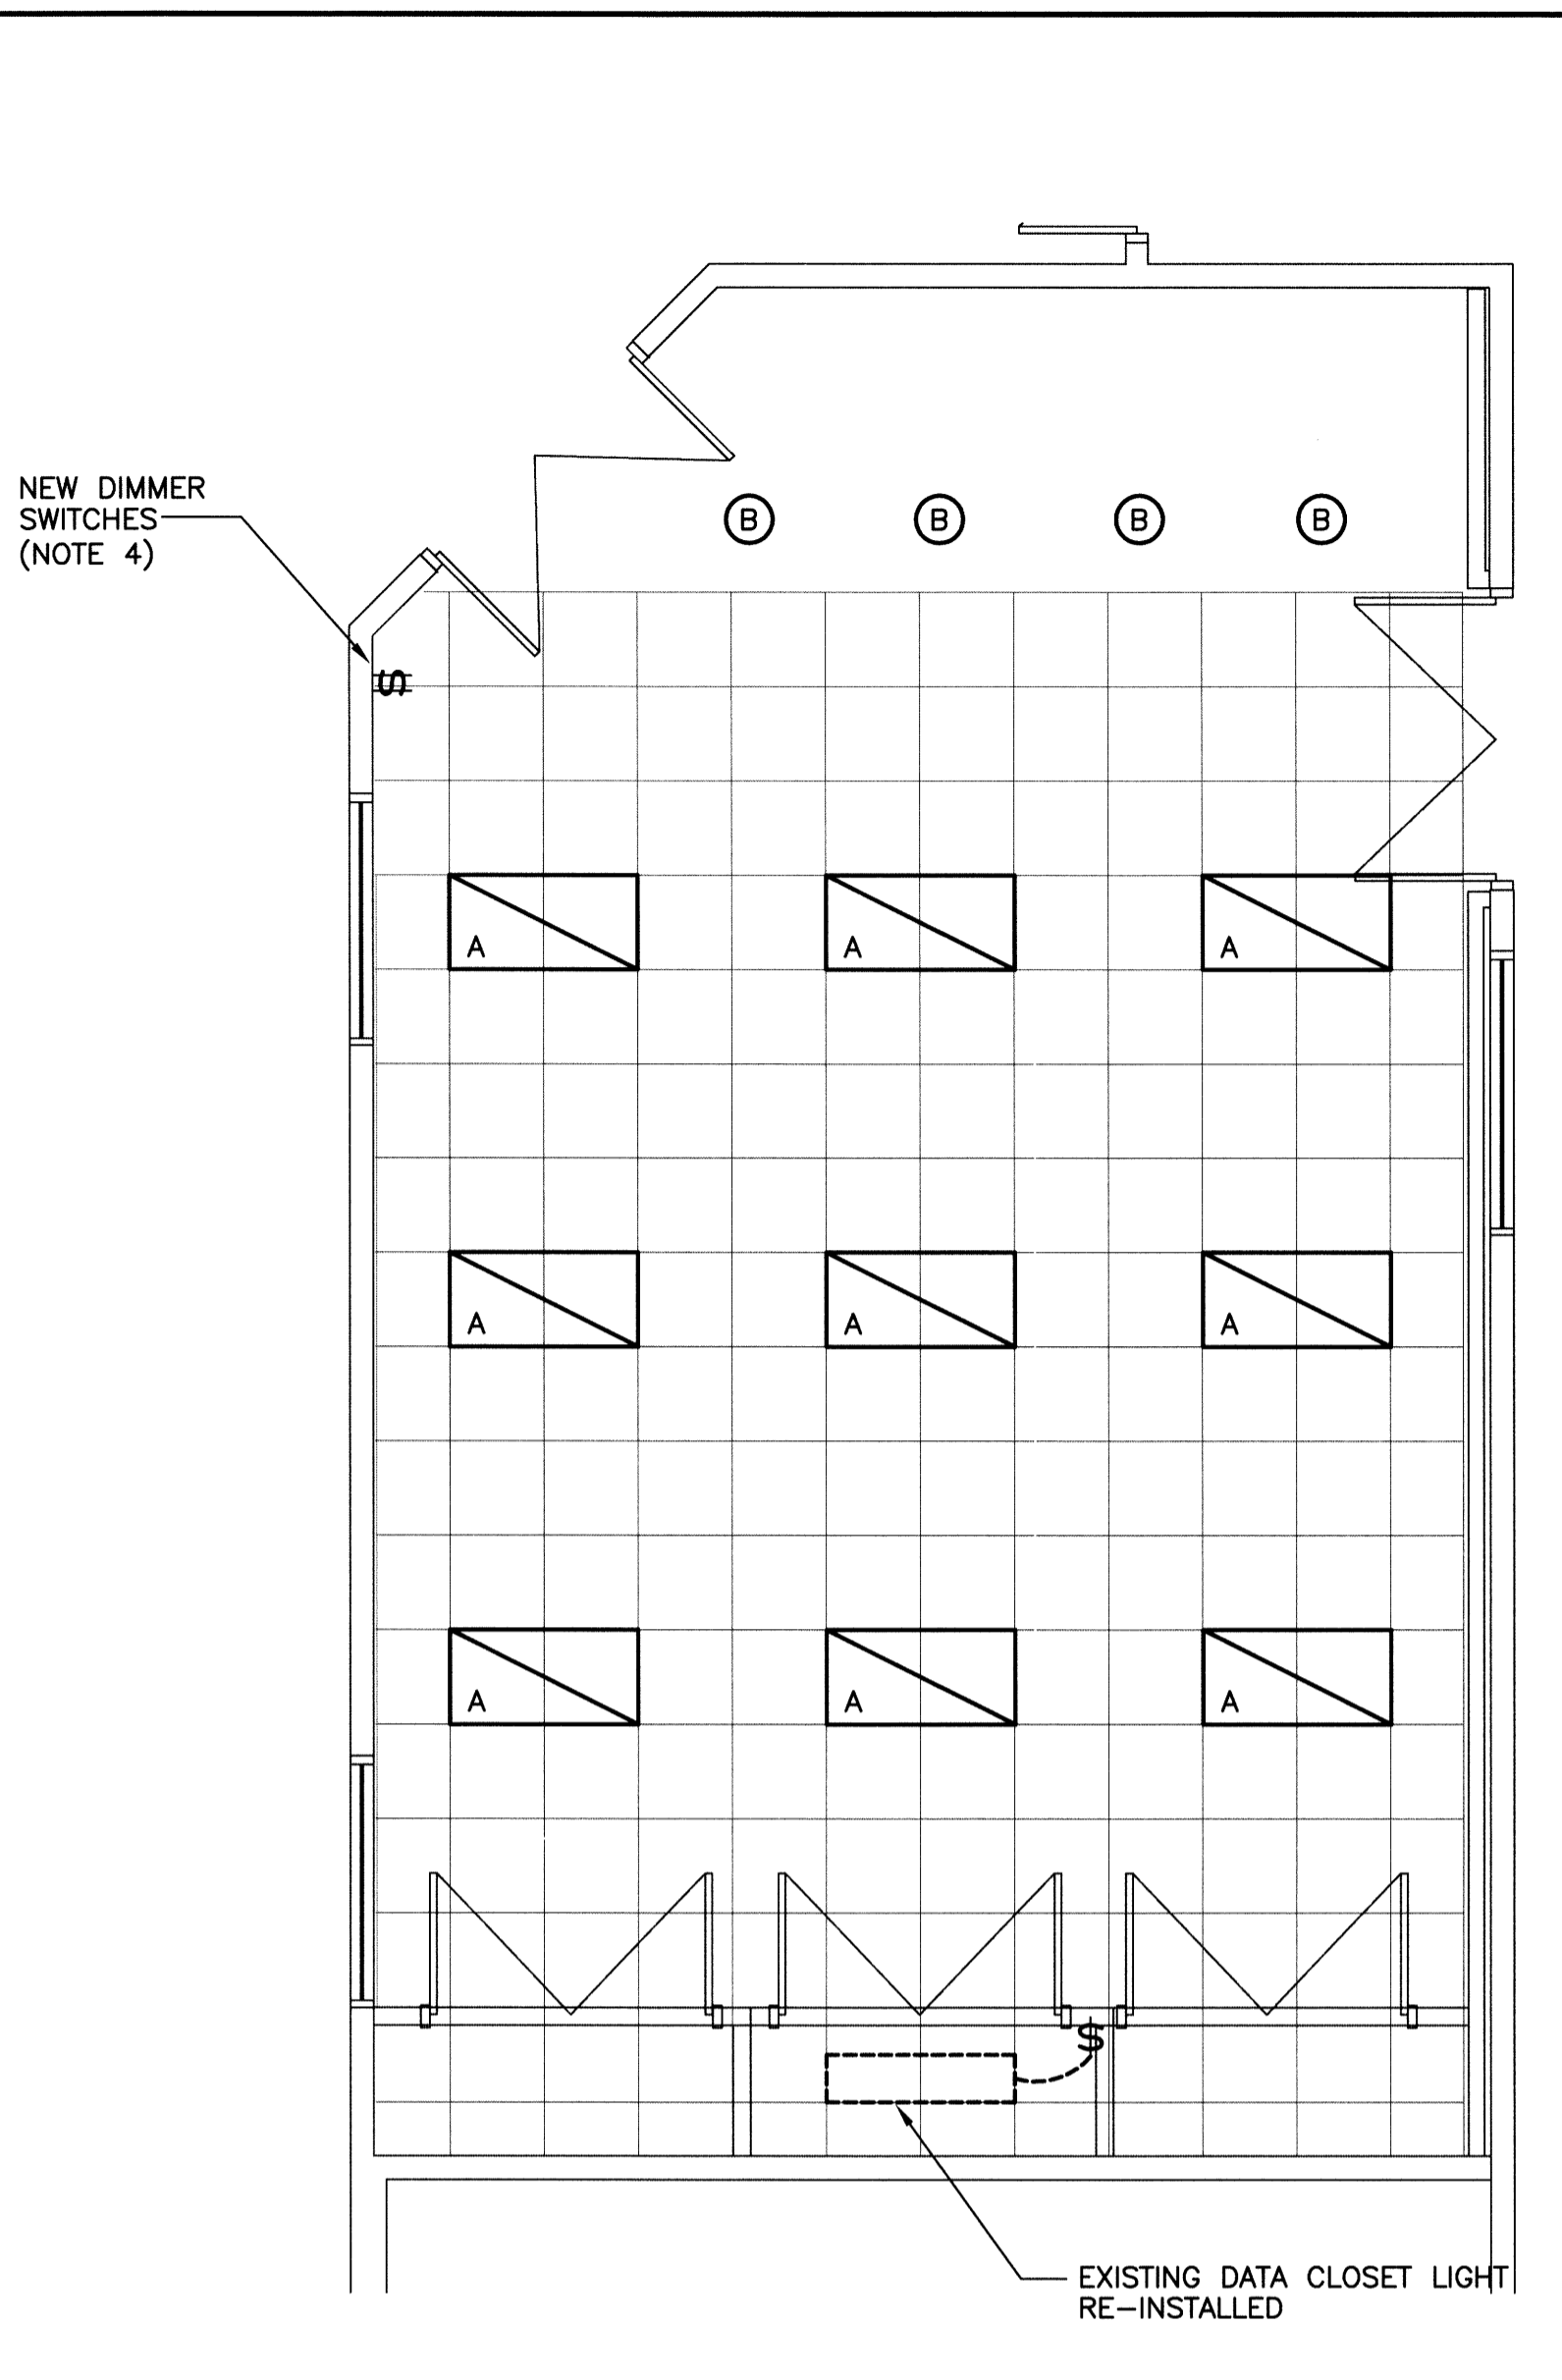 NEW DIMMER
SWITCHES
(NOTE 4)
B B B B
S
A A A
A A A
A A A
S
EXISTING DATA CLOSET LIGHT
RE-INSTALLED